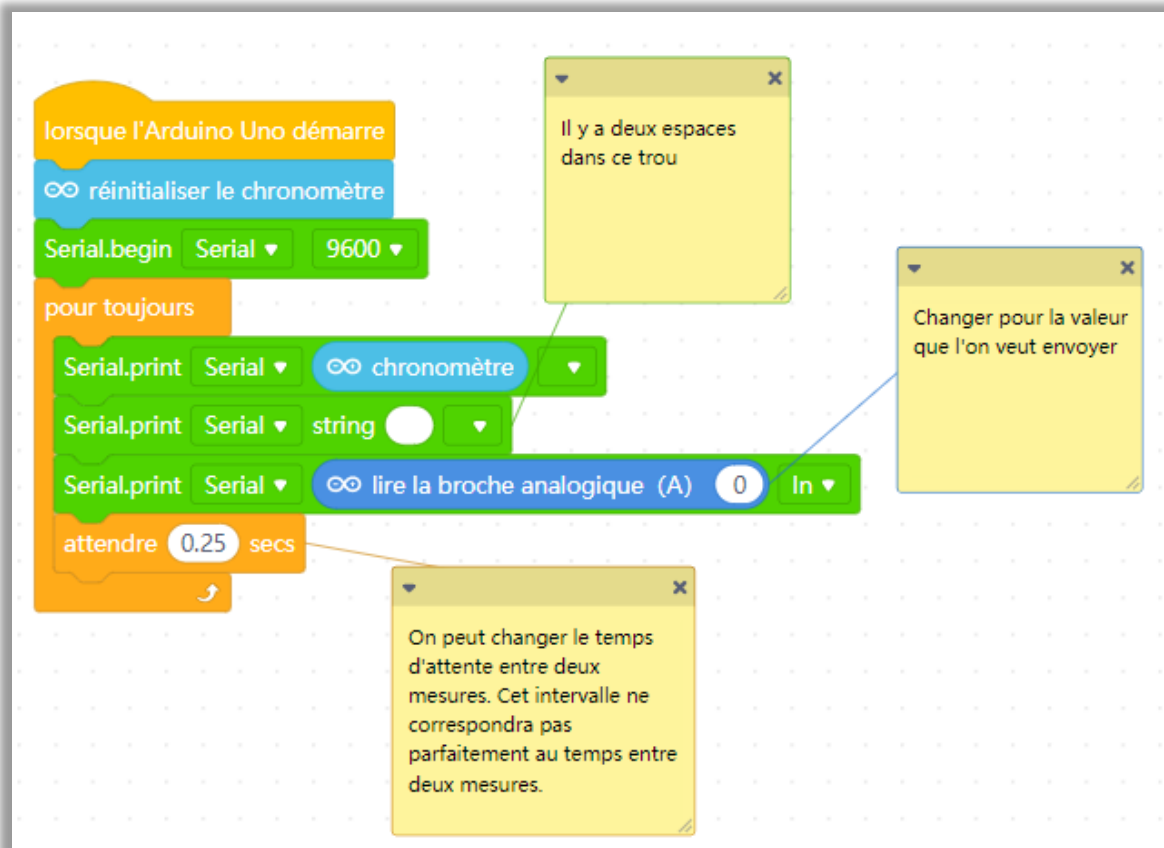 lorsque l'Arduino Uno démarre
réinitialiser le chronomètre
Serial.begin Serial 9600
pour toujours
Serial.print Serial chronomètre
Serial.print Serial string
Serial.print Serial lire la broche analogique (A) 0 ln
attendre 0.25 secs
Il y a deux espaces
dans ce trou
Changer pour la valeur
que l'on veut envoyer
On peut changer le temps
d'attente entre deux
mesures. Cet intervalle ne
correspondra pas
parfaitement au temps entre
deux mesures.